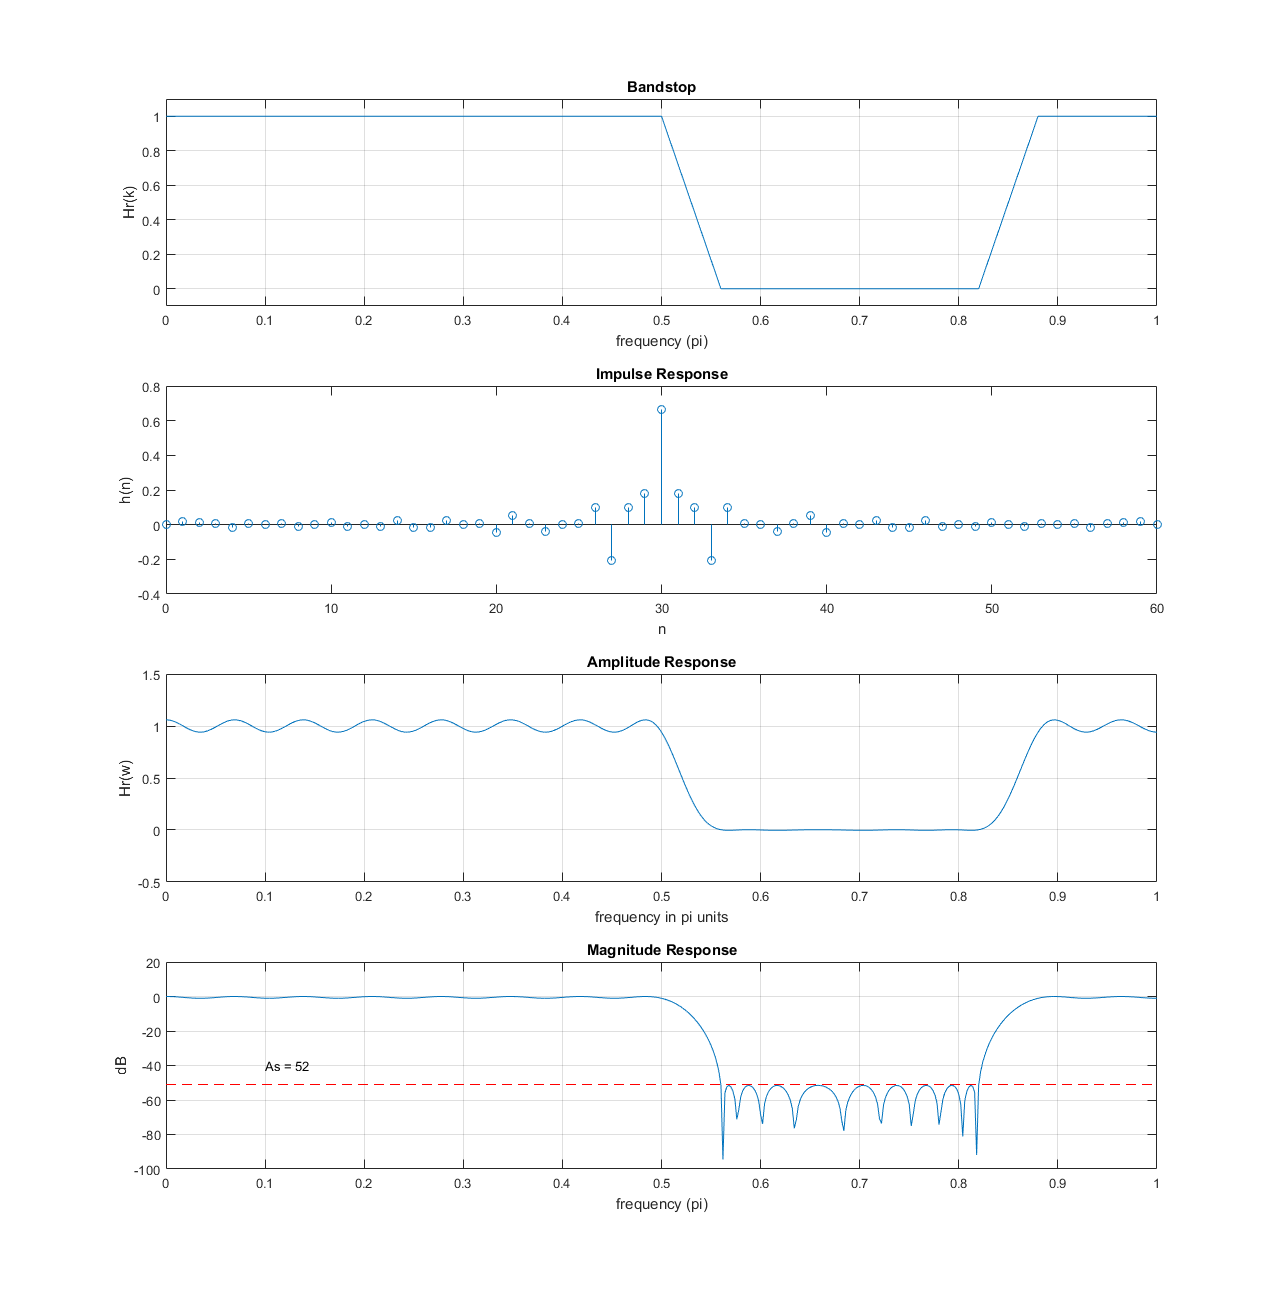 Bandstop
1
0.8
0.6
0.4
0.2
0
Hr(k)
0 0.1 0.2 0.3 0.4 0.5 0.6 0.7 0.8 0.9 1
frequency (pi)
Impulse Response
0.8
0.6
0.4
0.2
0
-0.2
-0.4
h(n)
0 10 20 30 40 50 60
n
Amplitude Response
1.5
1
0.5
0
-0.5
Hr(w)
0 0.1 0.2 0.3 0.4 0.5 0.6 0.7 0.8 0.9 1
frequency in pi units
Magnitude Response
20
0
-20
-40
-60
-80
-100
dB
As = 52
0 0.1 0.2 0.3 0.4 0.5 0.6 0.7 0.8 0.9 1
frequency (pi)